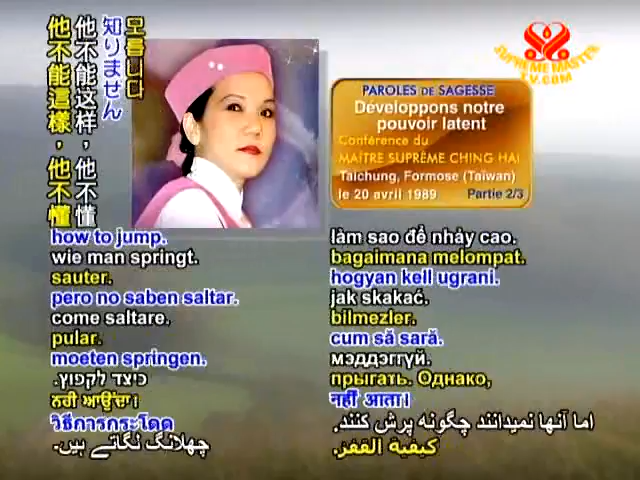 他不能這樣，他不懂
他不能这样，他不懂
知りません
모릅니다
SUPREME MASTER
TV.COM
PAROLES DE SAGESSE
Développons notre
pouvoir latent
Conférence du
MAÎTRE SUPRÊME CHING HAI
Taichung, Formose (Taïwan)
le 20 avril 1989 Partie 2/3
how to jump.
wie man springt.
sauter.
pero no saben saltar.
come saltare.
pular.
moeten springen.
כיצד לקפוץ.
ਨਹੀ ਆਉਂਦਾ।
วิธีการกระโดด
چھلانگ لگاتے ہیں.
làm sao để nhảy cao.
bagaimana melompat.
hogyan kell ugrani.
jak skakać.
bilmezler.
cum să sară.
мэддэггүй.
прыгать. Однако,
नहीं आता।
اما آنها نمیدانند چگونه پرش کنند.
كيفية القفز.